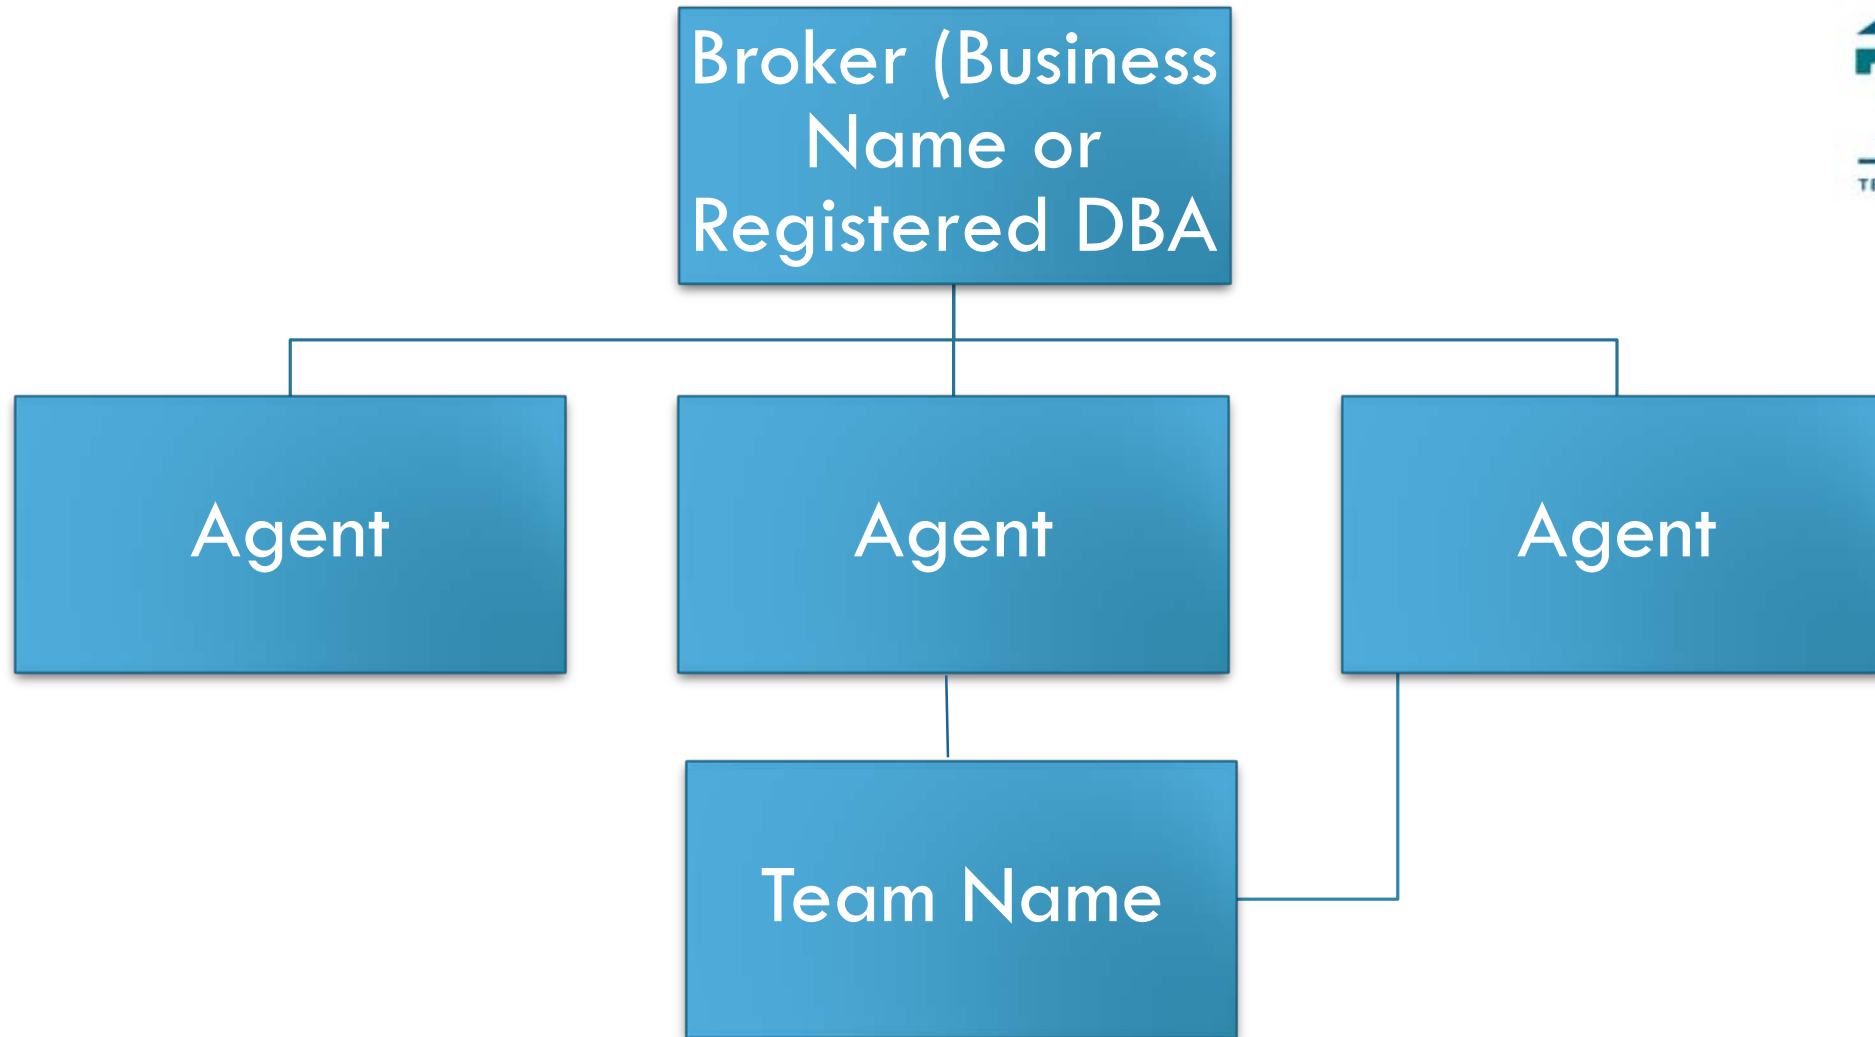 Broker (Business
Name or
Registered DBA
Agent
Agent
Agent
Team Name